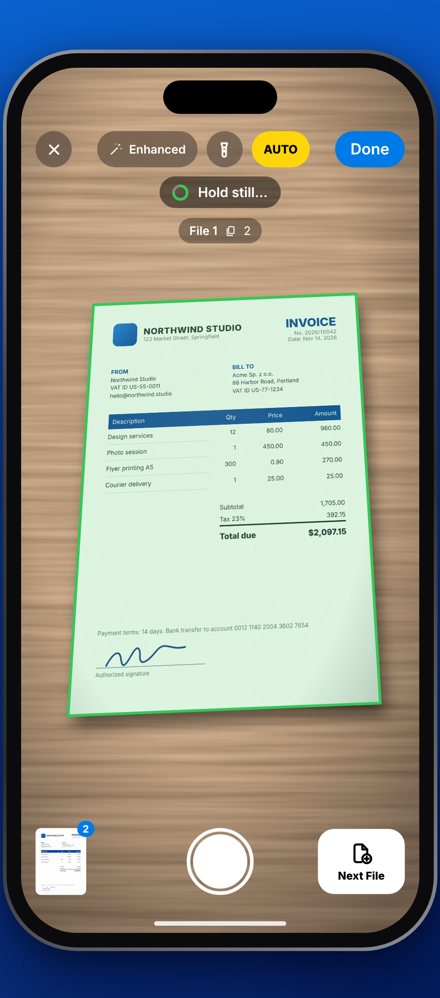 Enhanced
AUTO
Done
Hold still...
File 1 2
NORTHWIND STUDIO
123 Market Street, Springfield
INVOICE
No. 2026/11/042
Date: Nov 14, 2026
FROM
Northwind Studio
VAT ID US-55-0011
hello@northwind.studio
BILL TO
Acme Sp. z o.o.
88 Harbor Road, Portland
VAT ID US-77-1234
Description Qty Price Amount
Design services 12 80.00 960.00
Photo session 1 450.00 450.00
Flyer printing A5 300 0.90 270.00
Courier delivery 1 25.00 25.00
Subtotal 1,705.00
Tax 23% 392.15
Total due $2,097.15
Payment terms: 14 days. Bank transfer to account 0012 1140 2004 3602 7654
Authorized signature
2
Next File